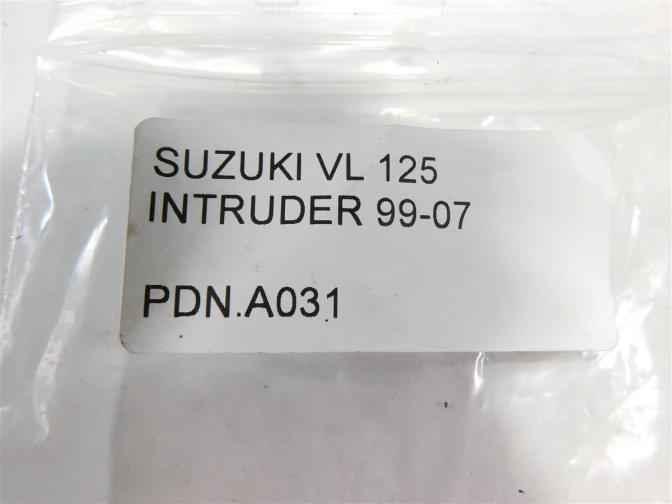 SUZUKI VL 125
INTRUDER 99-07
PDN.A031